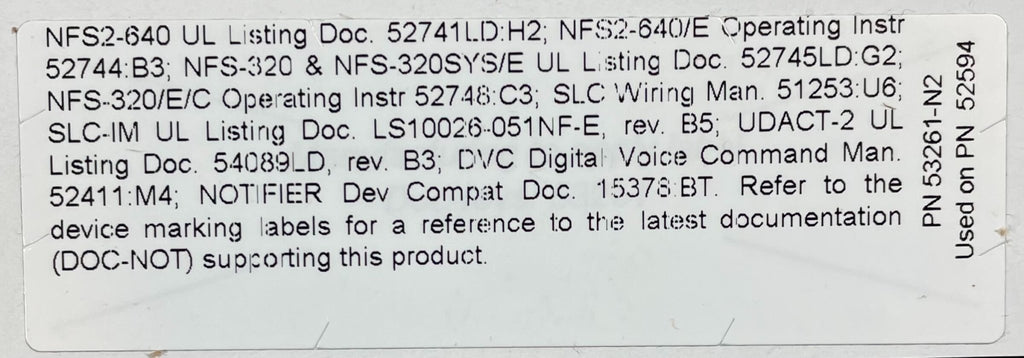 NFS2-640 UL Listing Doc. 52741LD:H2; NFS2-640/E Operating Instr
52744:B3; NFS-320 & NFS-320SYS/E UL Listing Doc. 52745LD:G2;
NFS-320/E/C Operating Instr 52748:C3; SLC Wiring Man. 51253:U6;
SLC-IM UL Listing Doc. LS10026-051NF-E, rev. B5; UDACT-2 UL
Listing Doc. 54089LD, rev. B3; DVC Digital Voice Command Man.
52411:M4; NOTIFIER Dev Compat Doc. 15378:BT. Refer to the
device marking labels for a reference to the latest documentation
(DOC-NOT) supporting this product.
PN 53261-N2
Used on PN 52594